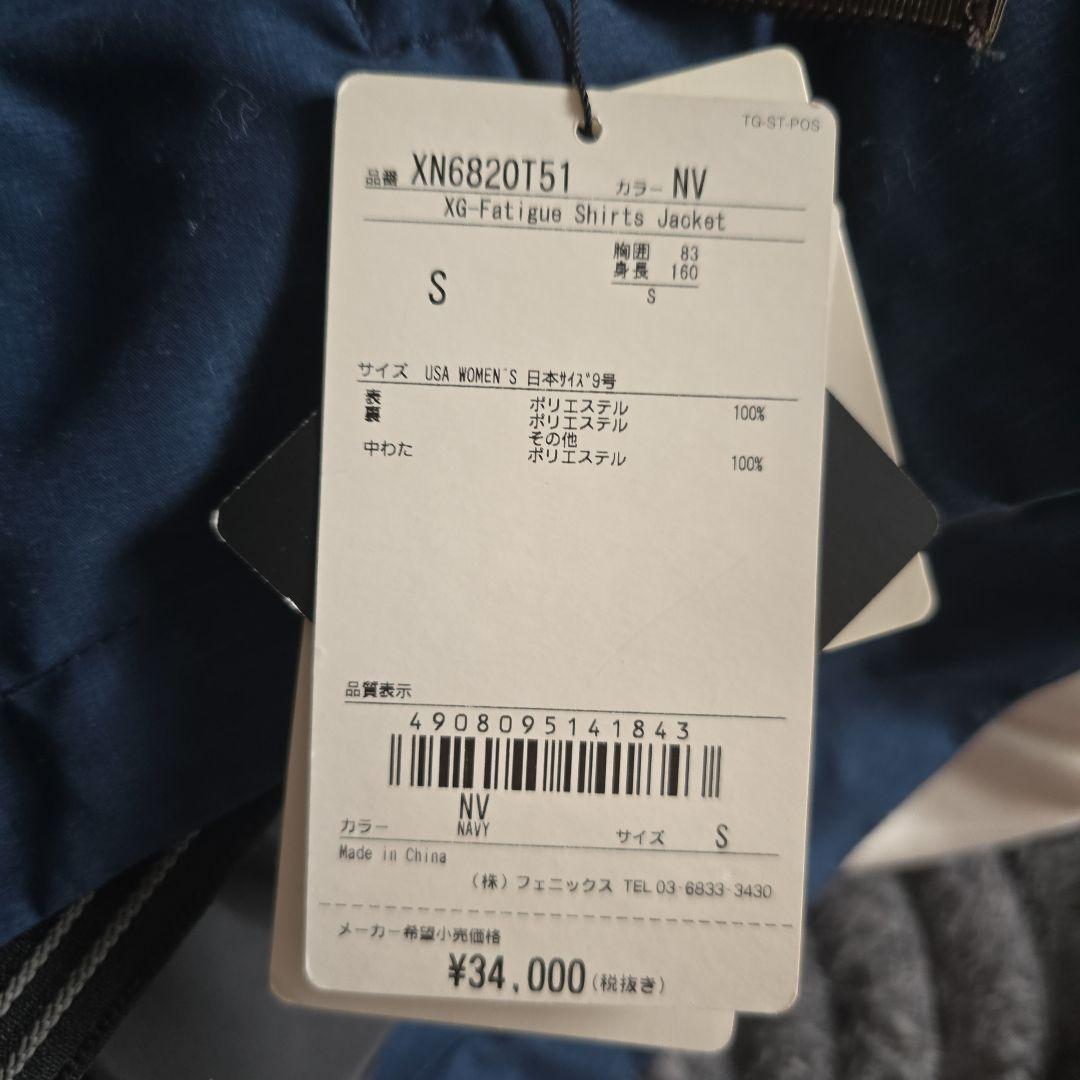 TG-ST-POS
品番 XN6820T51 カラー NV
XG-Fatigue Shirts Jacket
胸囲 83
身長 160
S
S
サイズ USA WOMEN'S 日本ｻｲｽﾞ9号
表 ポリエステル 100%
裏 ポリエステル
その他
中わた ポリエステル 100%
品質表示
4908095141843
NV
カラー NAVY サイズ S
Made in China
(株)フェニックス TEL 03-6833-3430
メーカー希望小売価格
¥34,000(税抜き)